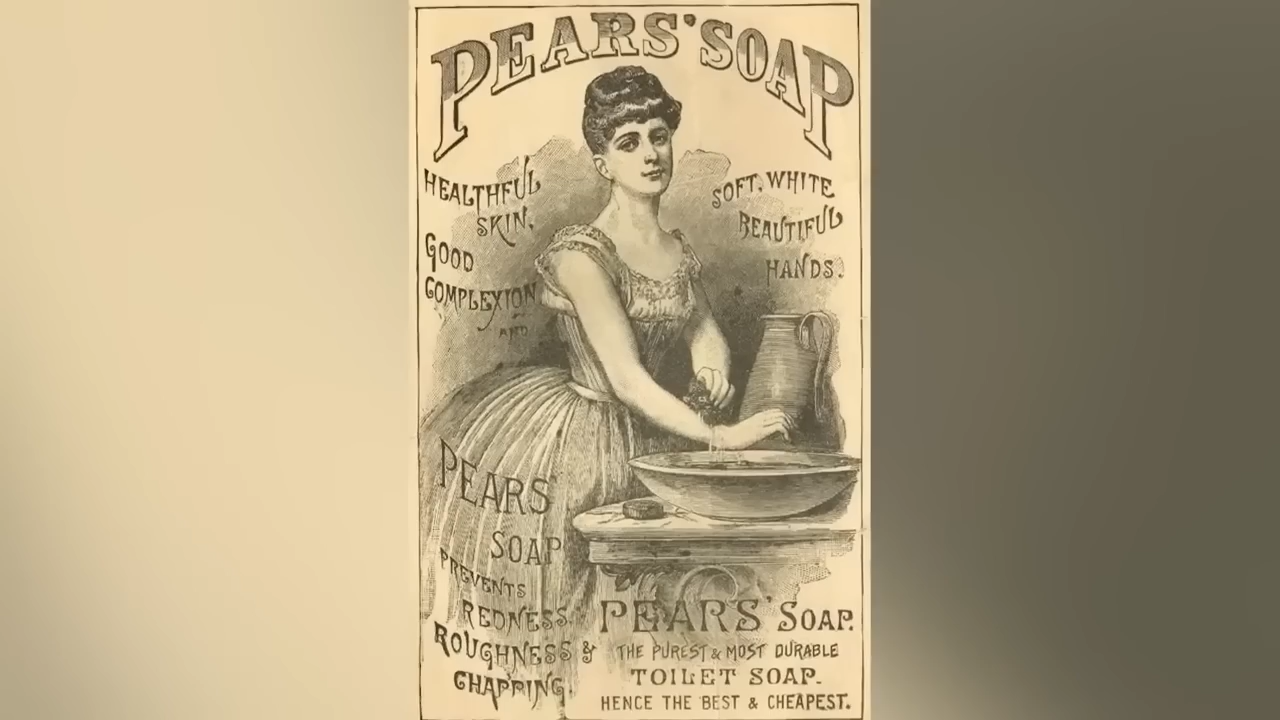 PEARS' SOAP
HEALTHFUL
SKIN.
GOOD
COMPLEXION
AND
SOFT, WHITE
BEAUTIFUL
HANDS.
PEARS'
SOAP
PREVENTS
REDNESS.
ROUGHNESS &
CHAPPING.
PEARS' SOAP.
THE PUREST & MOST DURABLE
TOILET SOAP.
HENCE THE BEST & CHEAPEST.